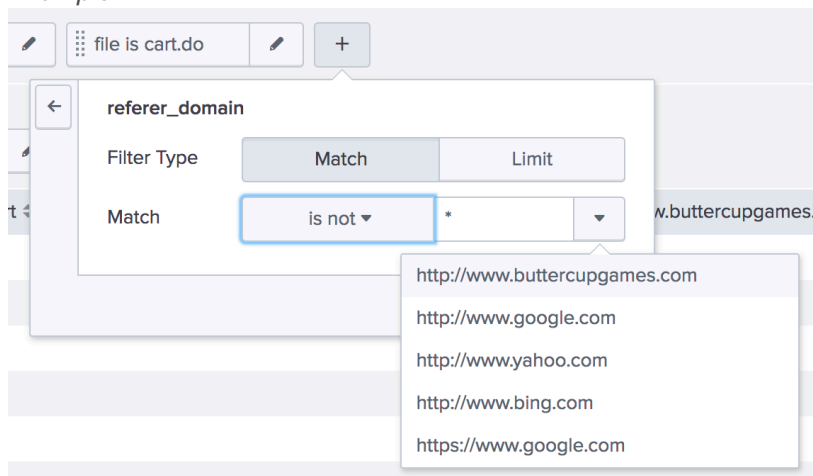 file is cart.do
+
referer_domain
Filter Type Match Limit
Match is not *
w.buttercupgames.
http://www.buttercupgames.com
http://www.google.com
http://www.yahoo.com
http://www.bing.com
https://www.google.com